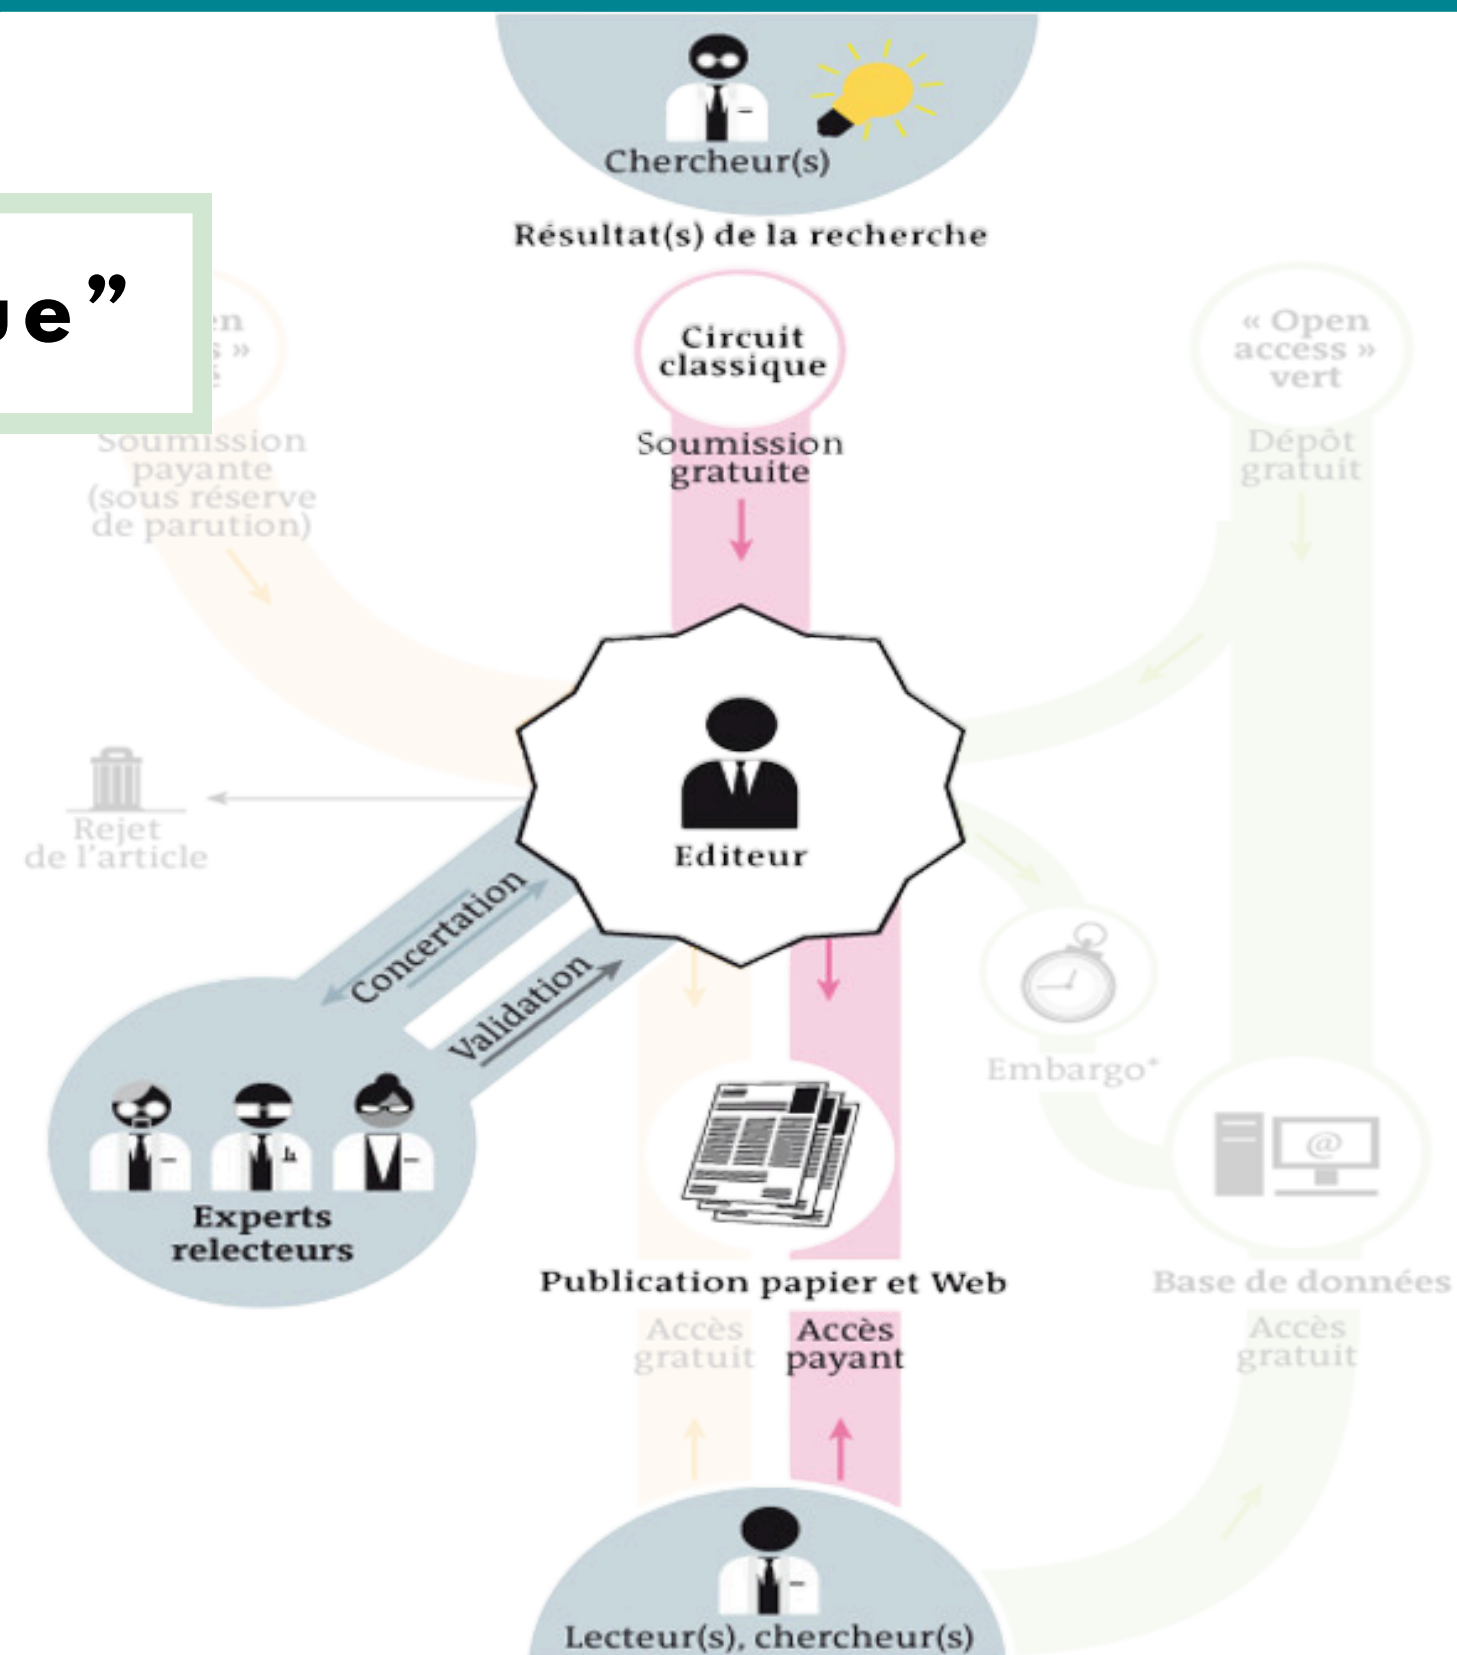 Chercheur(s)
Résultat(s) de la recherche
ue”
en
s »
Circuit
classique
« Open
access »
vert
Soumission
payante
(sous réserve
de parution)
Soumission
gratuite
Dépôt
gratuit
Editeur
Rejet
de l'article
Concertation
Validation
Embargo*
@
Experts
relecteurs
Publication papier et Web
Base de données
Accès
gratuit
Accès
payant
Accès
gratuit
Lecteur(s), chercheur(s)